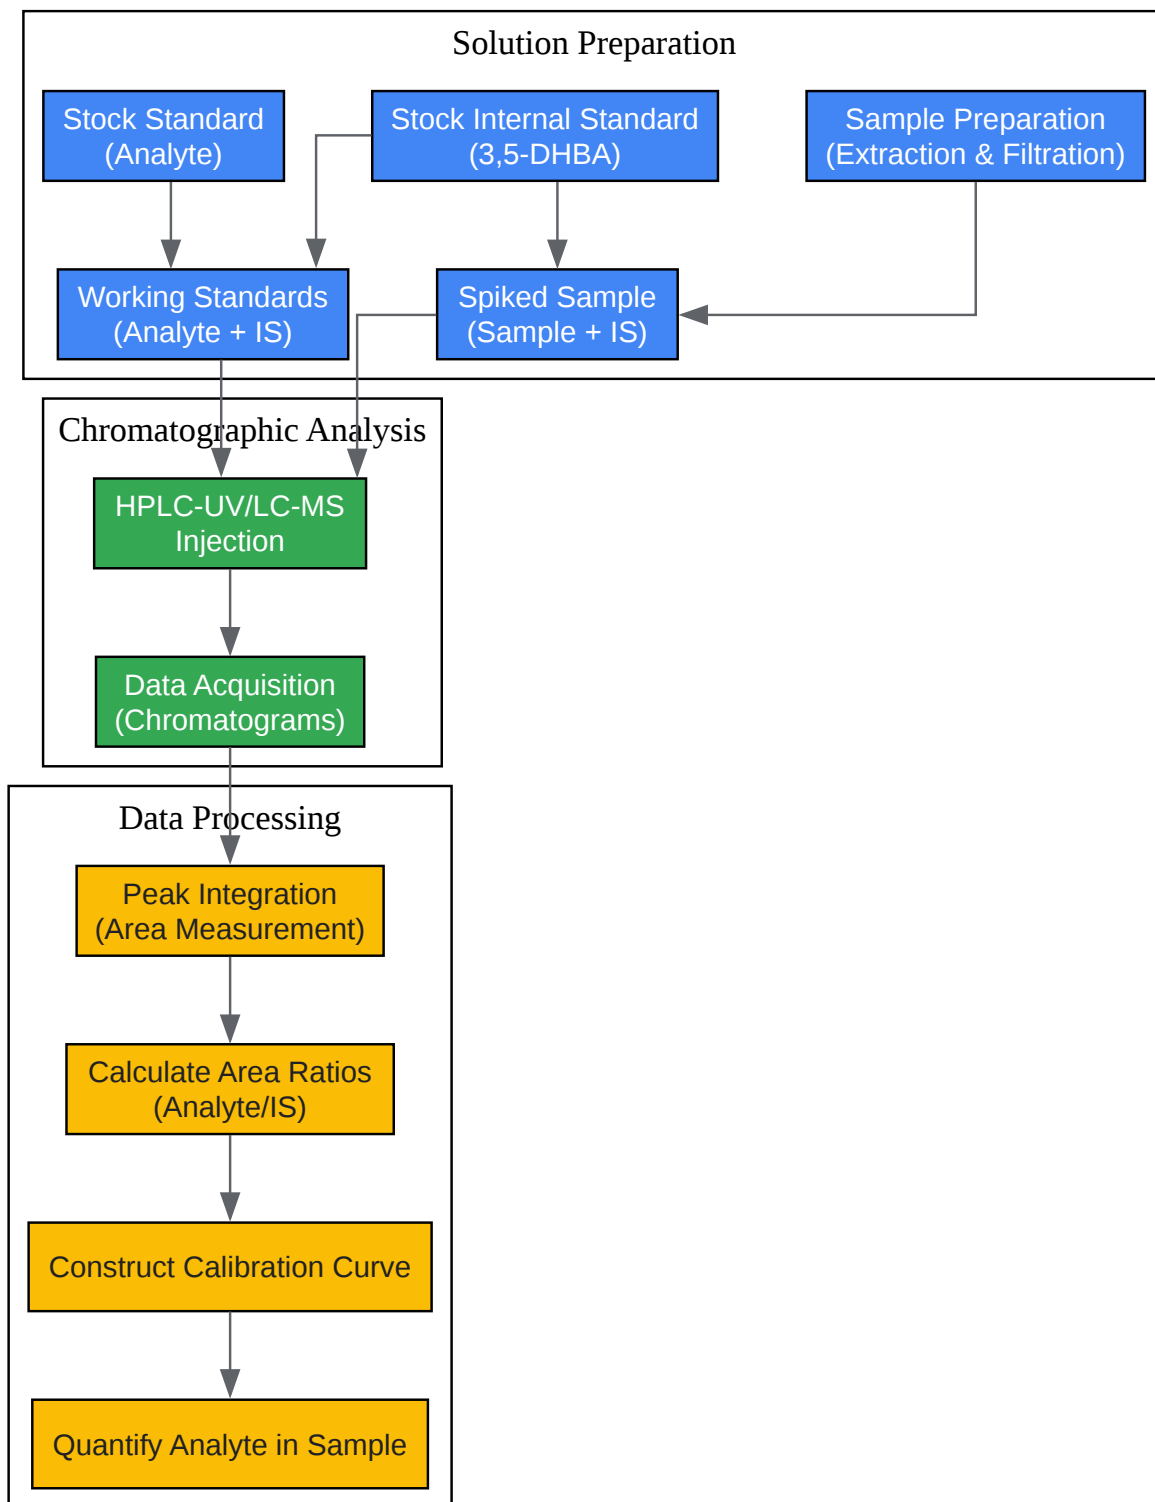 Solution Preparation
Stock Standard
(Analyte)
Stock Internal Standard
(3,5-DHBA)
Sample Preparation
(Extraction & Filtration)
Working Standards
(Analyte + IS)
Spiked Sample
(Sample + IS)
Chromatographic Analysis
HPLC-UV/LC-MS
Injection
Data Acquisition
(Chromatograms)
Data Processing
Peak Integration
(Area Measurement)
Calculate Area Ratios
(Analyte/IS)
Construct Calibration Curve
Quantify Analyte in Sample